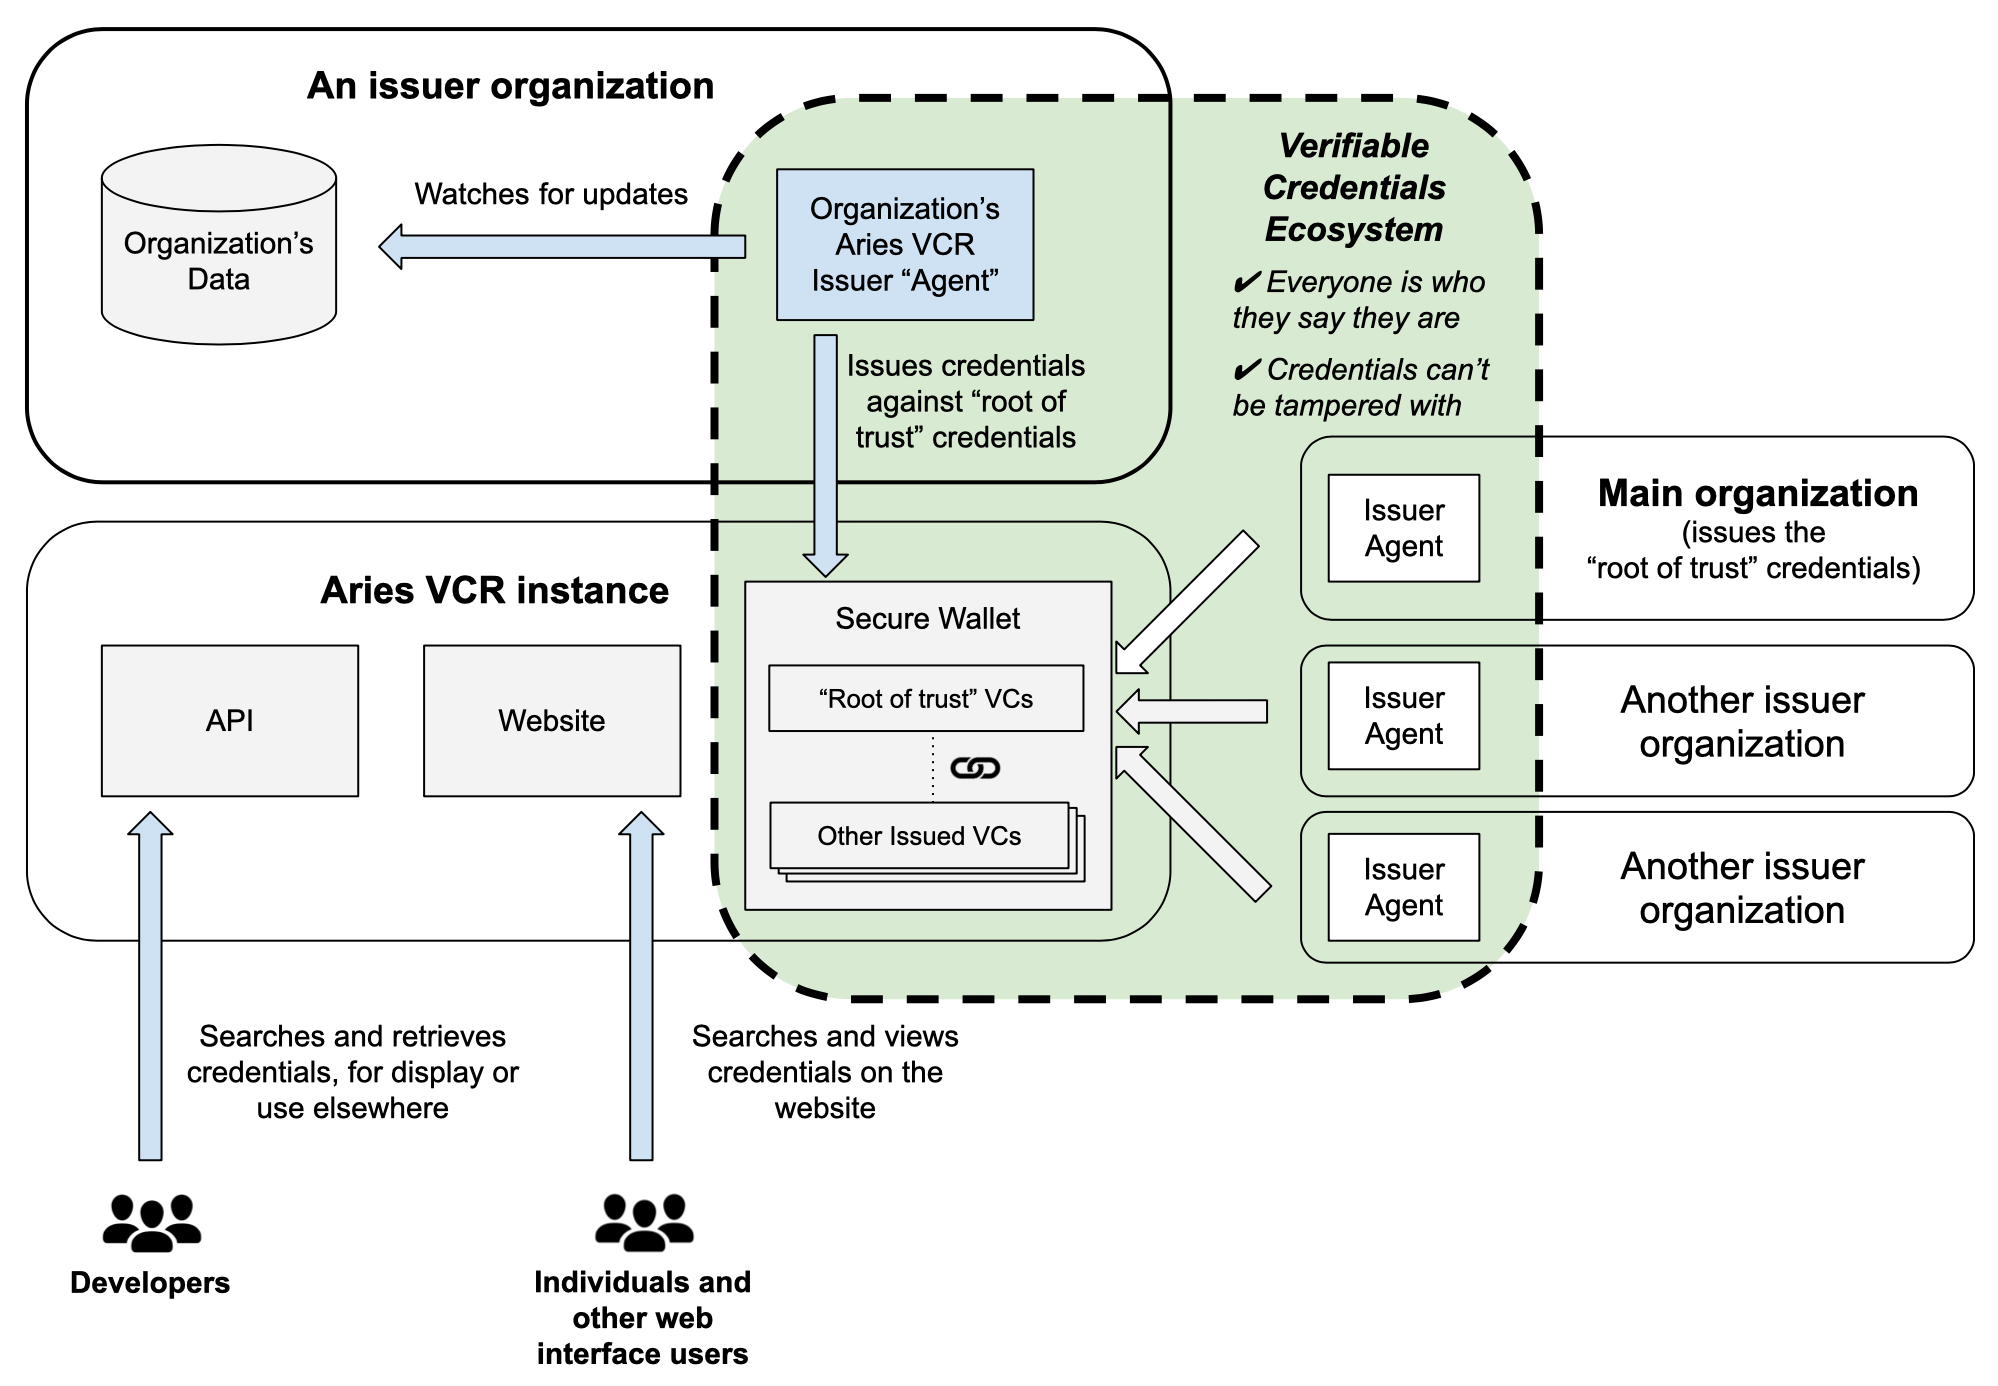 An issuer organization
Organization’s
Data
Watches for updates
Organization’s
Aries VCR
Issuer “Agent”
Issues credentials
against “root of
trust” credentials
Verifiable
Credentials
Ecosystem
✔ Everyone is who
they say they are
✔ Credentials can’t
be tampered with
Issuer
Agent
Main organization
(issues the
“root of trust” credentials)
Issuer
Agent
Another issuer
organization
Issuer
Agent
Another issuer
organization
Aries VCR instance
API
Website
Secure Wallet
“Root of trust” VCs
Other Issued VCs
Searches and retrieves
credentials, for display or
use elsewhere
Searches and views
credentials on the
website
Developers
Individuals and
other web
interface users